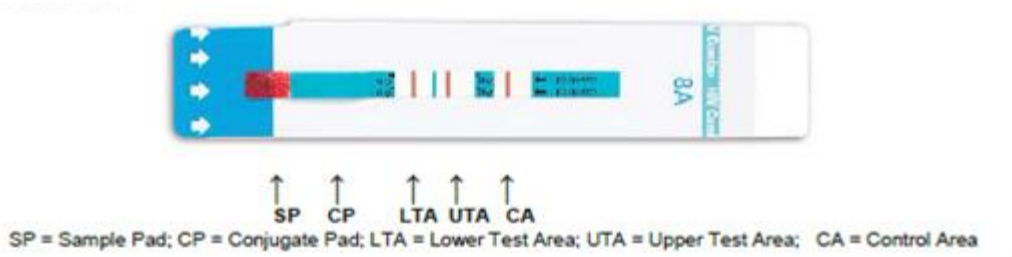 8A
SP CP LTA UTA CA
SP = Sample Pad; CP = Conjugate Pad; LTA = Lower Test Area; UTA = Upper Test Area; CA = Control Area